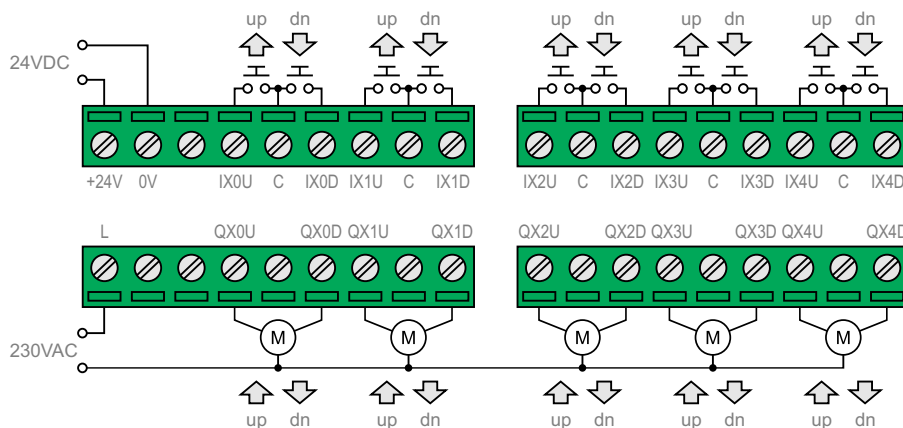 up dn up dn up dn up dn up dn
24VDC
+24V 0V IX0U C IX0D IX1U C IX1D IX2U C IX2D IX3U C IX3D IX4U C IX4D
L QX0U QX0D QX1U QX1D QX2U QX2D QX3U QX3D QX4U QX4D
M M M M M
230VAC
up dn up dn up dn up dn up dn